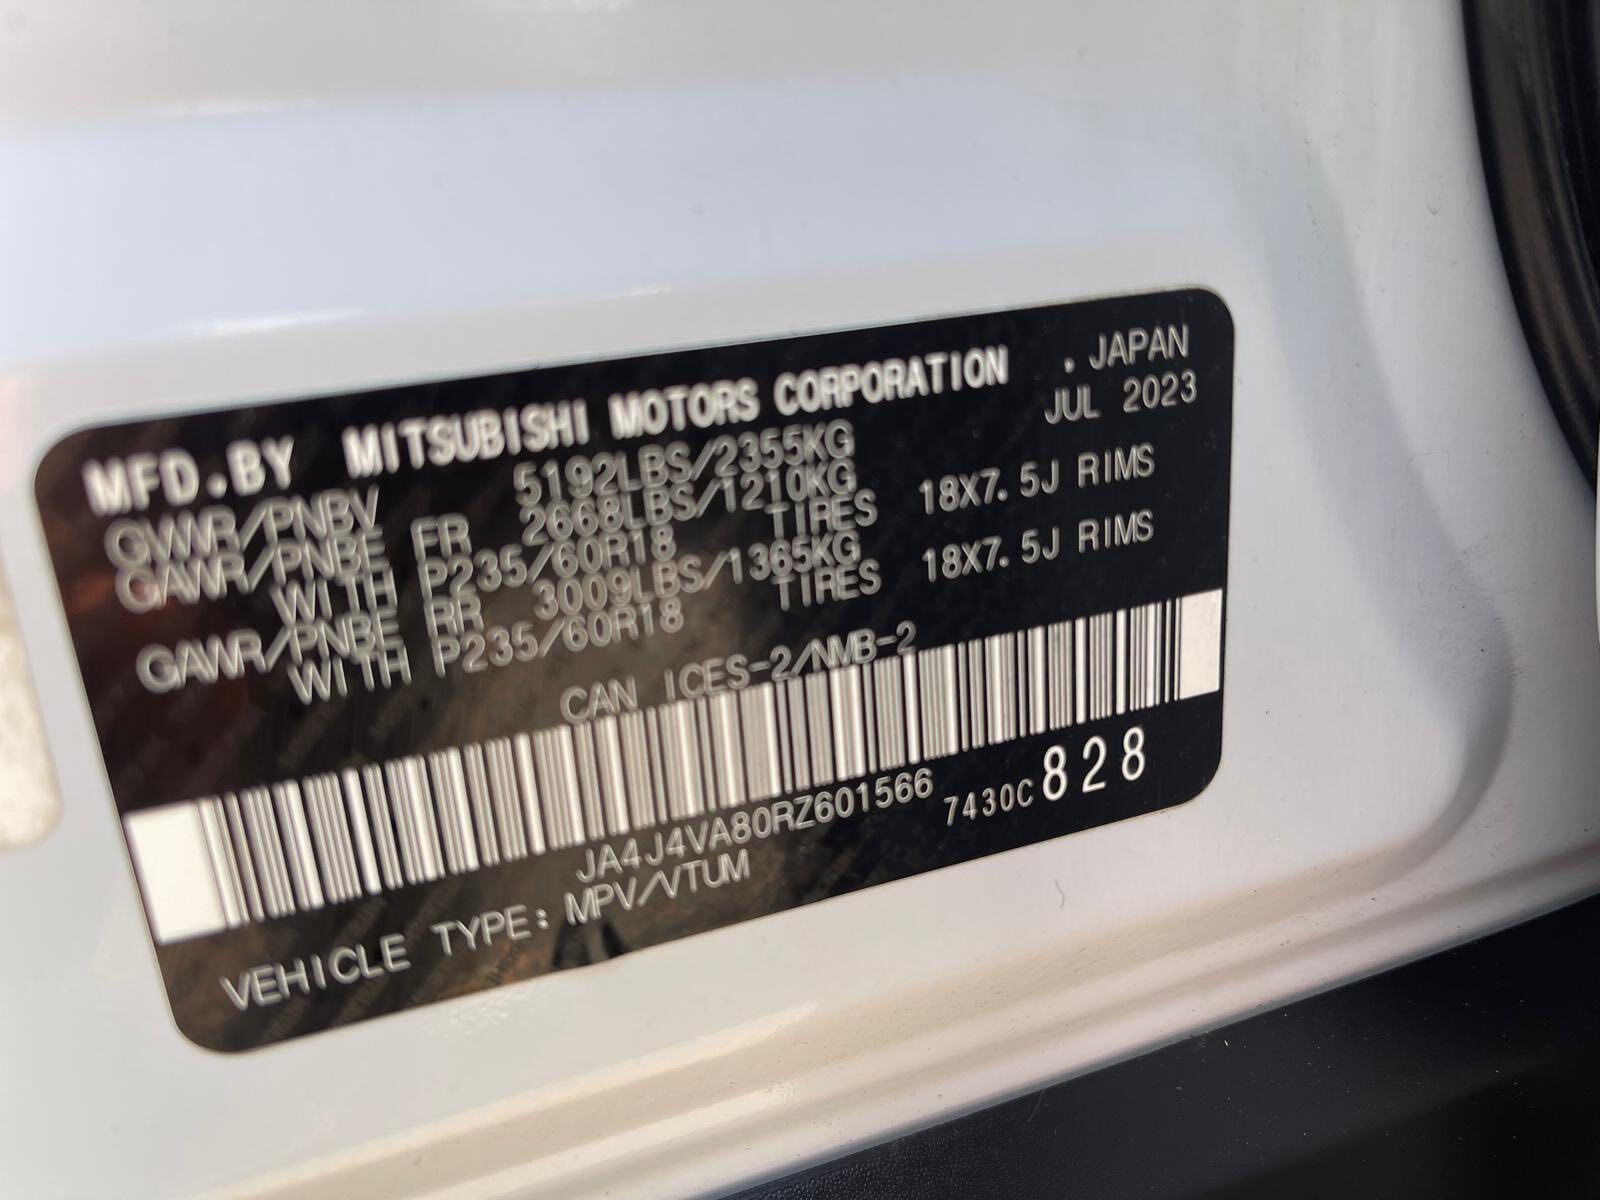 MFD.BY MITSUBISHI MOTORS CORPORATION . JAPAN
GVWR/PNBV 5192LBS/2355KG JUL 2023
GAWR/PNBE FR 2668LBS/1210KG
WITH P235/60R18 TIRES 18X7.5J RIMS
GAWR/PNBE RR 3009LBS/1365KG
WITH P235/60R18 TIRES 18X7.5J RIMS
CAN ICES-2/NMB-2
JA4J4VA80RZ601566 7430C 828
VEHICLE TYPE: MPV/VTUM